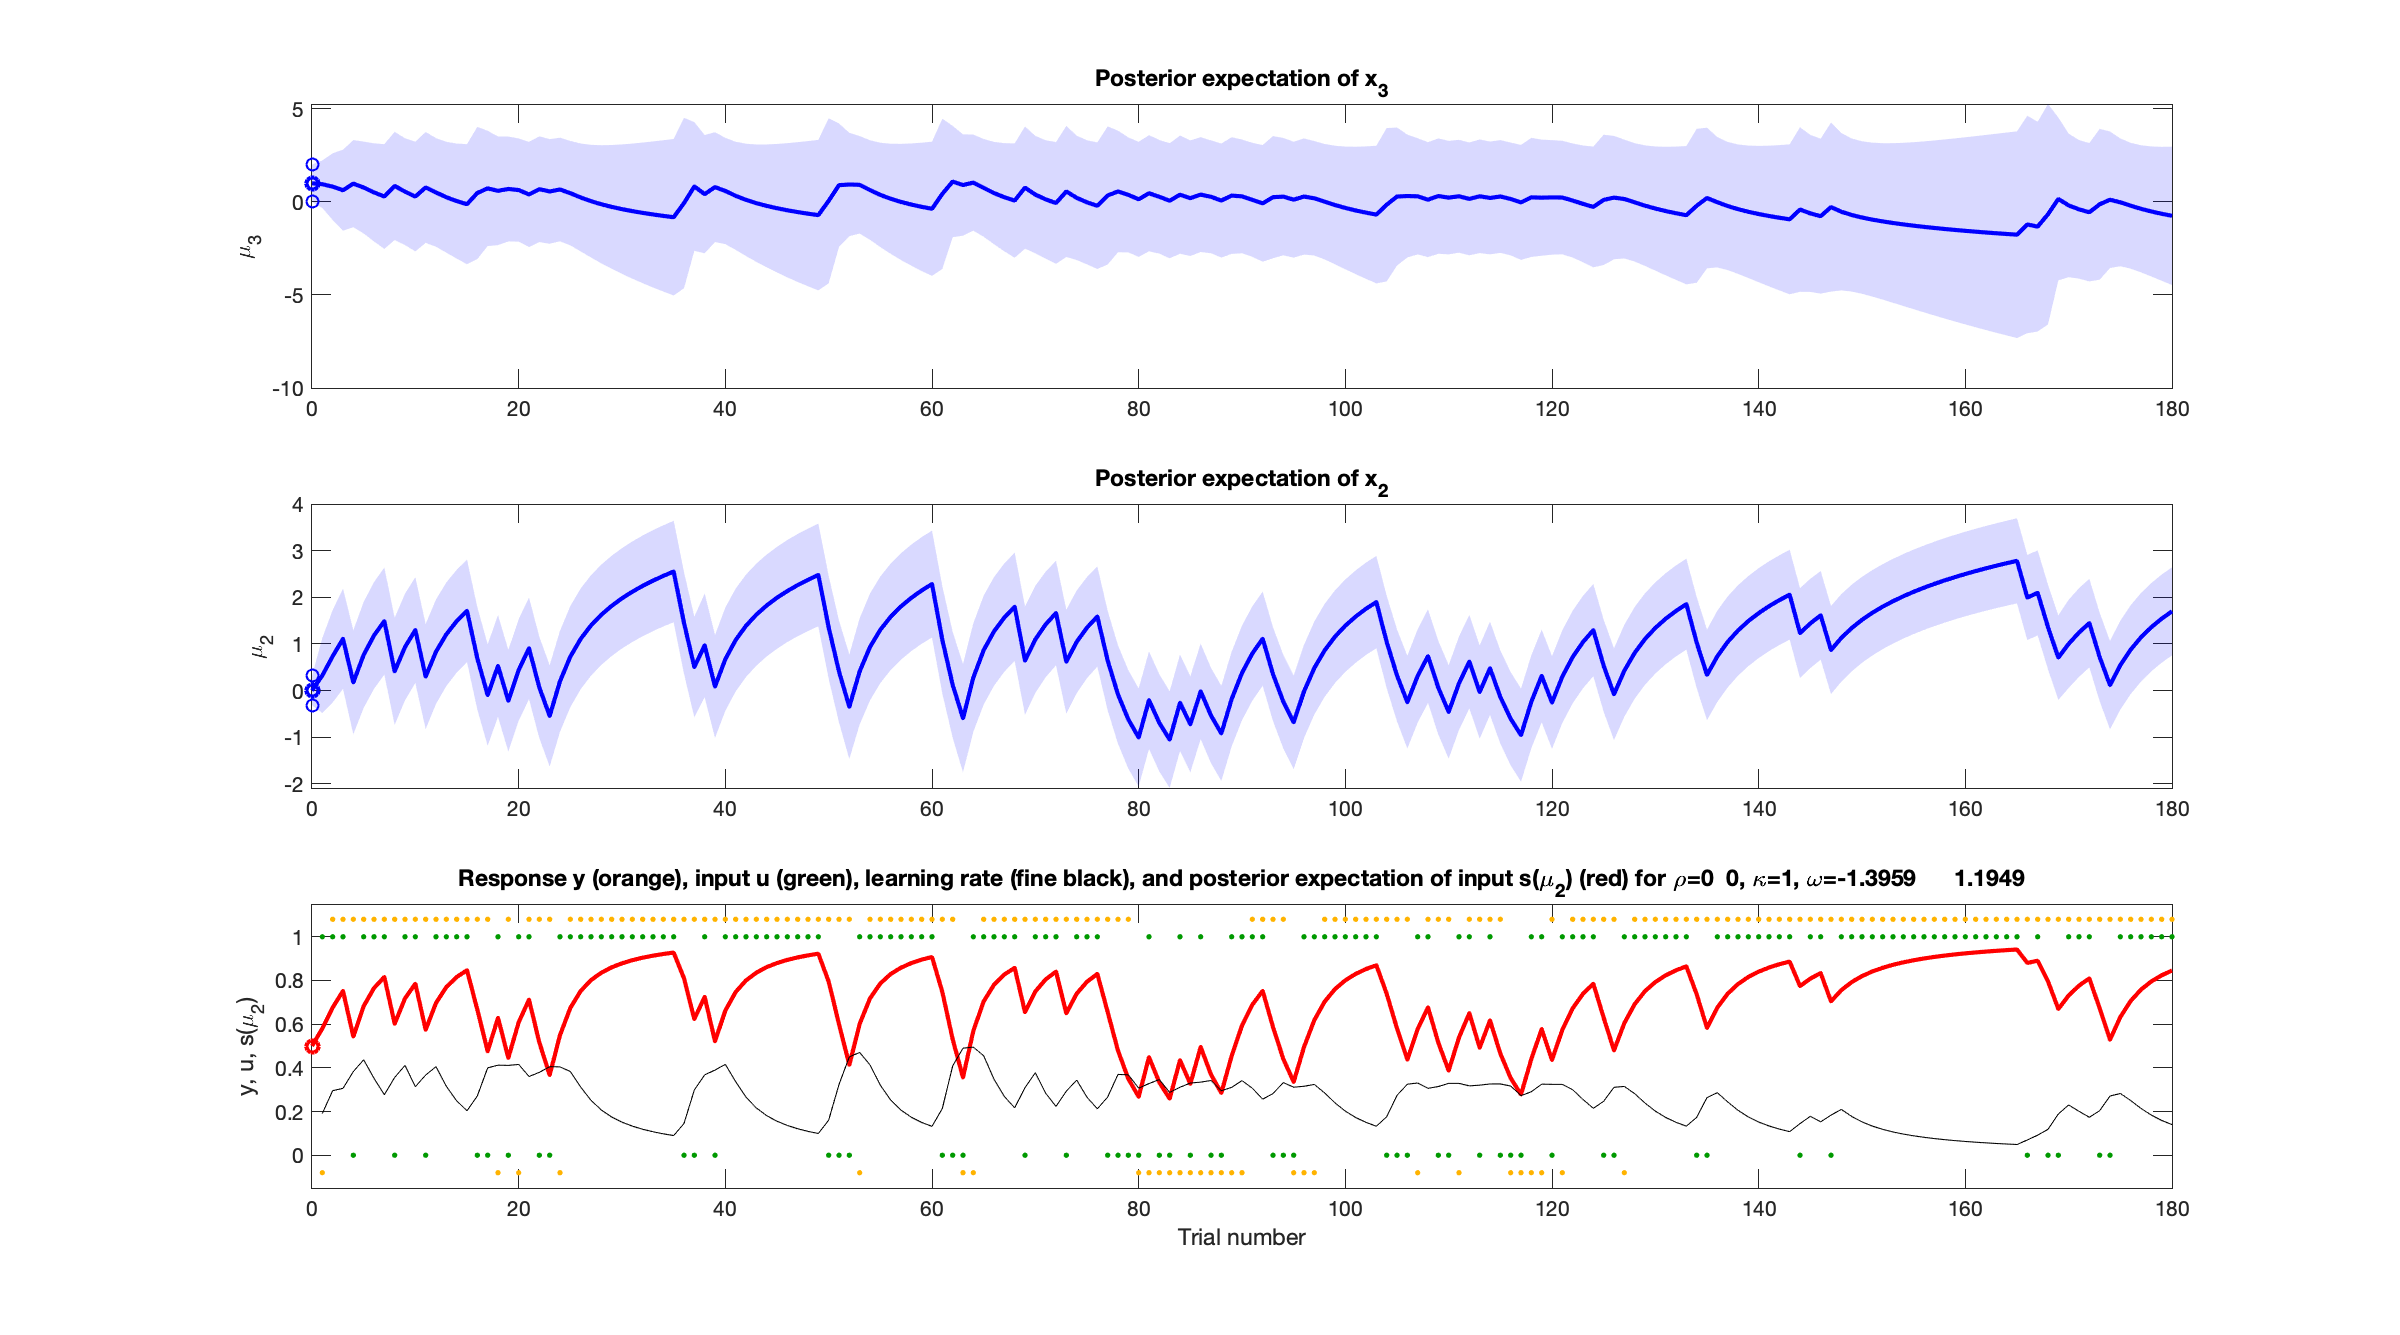 Posterior expectation of x3
5
0
-5
-10
μ3
0 20 40 60 80 100 120 140 160 180
Posterior expectation of x2
4
3
2
1
0
-1
-2
μ2
0 20 40 60 80 100 120 140 160 180
Response y (orange), input u (green), learning rate (fine black), and posterior expectation of input s(μ2) (red) for ρ=0 0, κ=1, ω=-1.3959 1.1949
1
0.8
0.6
0.4
0.2
0
y, u, s(μ2)
0 20 40 60 80 100 120 140 160 180
Trial number